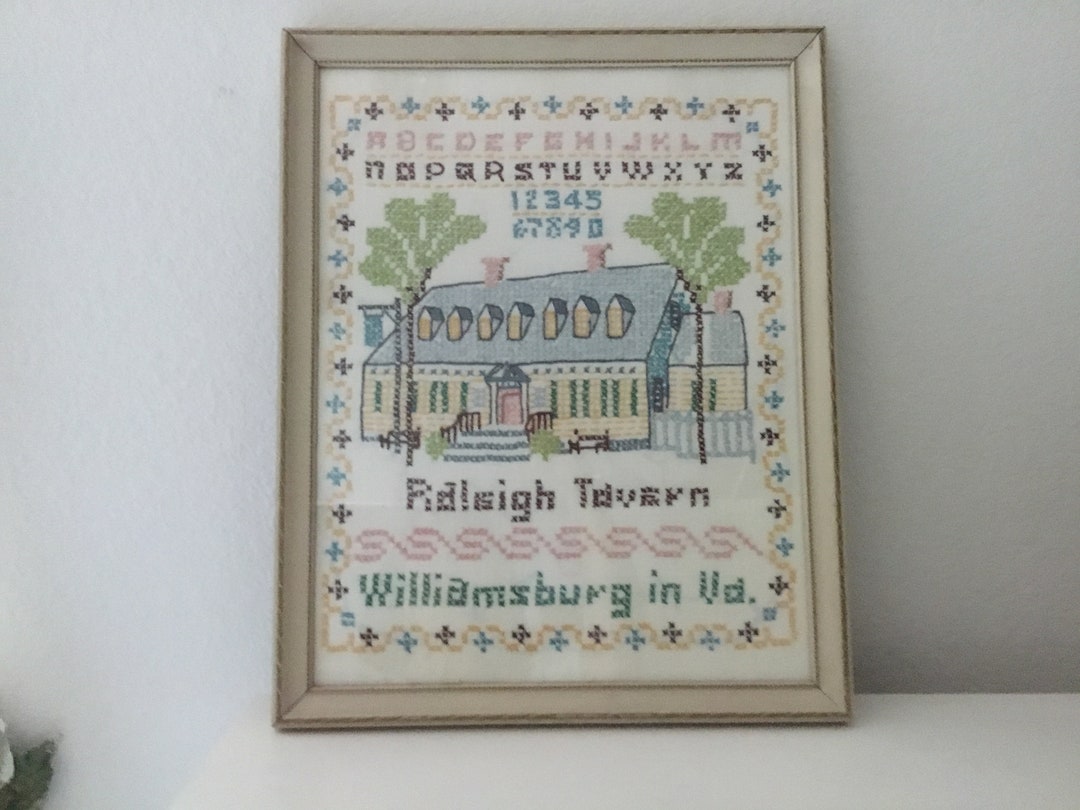 ABCDEFGHIJKLM
NOPQRSTUVWXYZ
12345
67890
Raleigh Tavern
Williamsburg in Va.